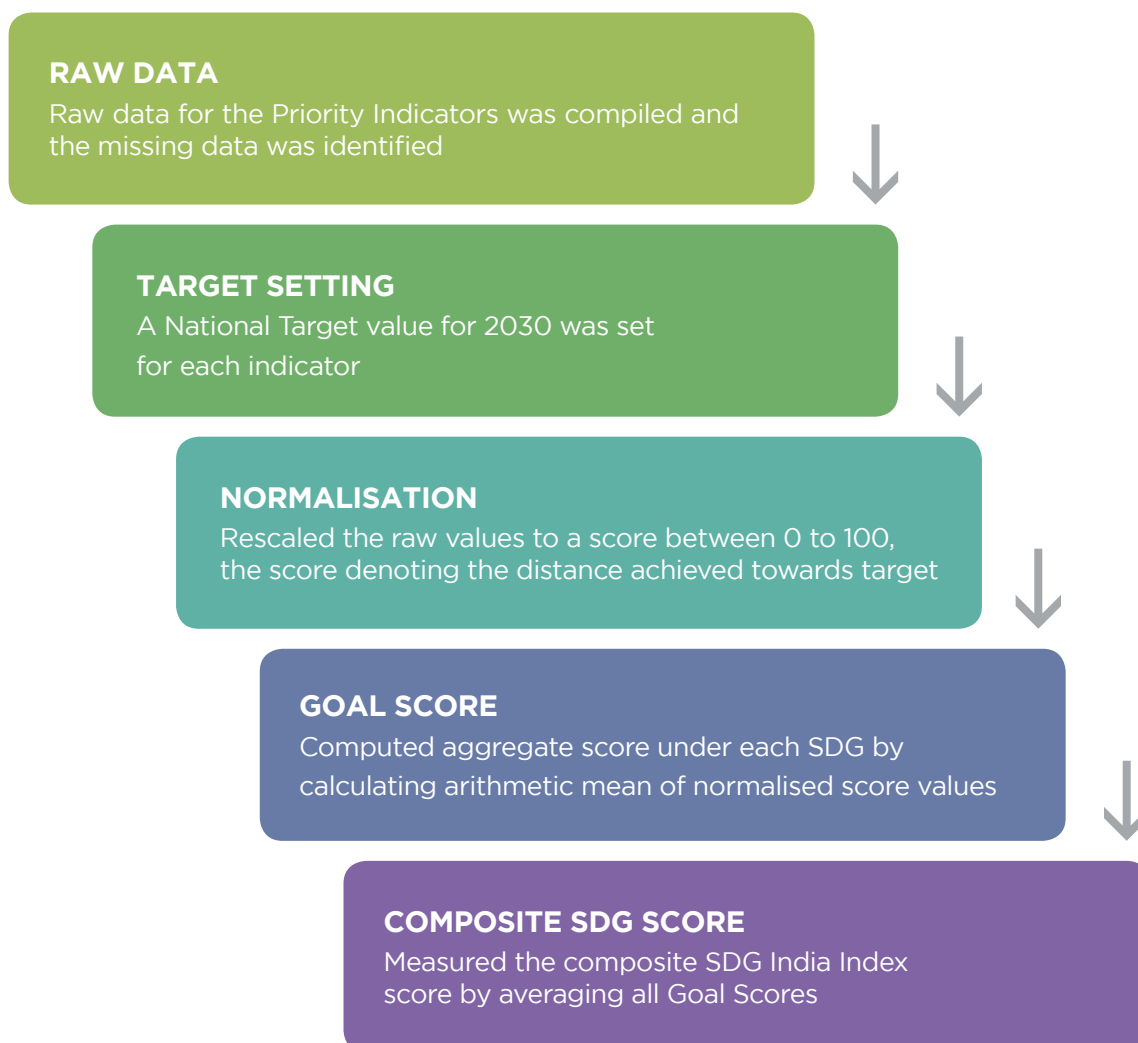 RAW DATA
Raw data for the Priority Indicators was compiled and
the missing data was identified
TARGET SETTING
A National Target value for 2030 was set
for each indicator
NORMALISATION
Rescaled the raw values to a score between 0 to 100,
the score denoting the distance achieved towards target
GOAL SCORE
Computed aggregate score under each SDG by
calculating arithmetic mean of normalised score values
COMPOSITE SDG SCORE
Measured the composite SDG India Index
score by averaging all Goal Scores